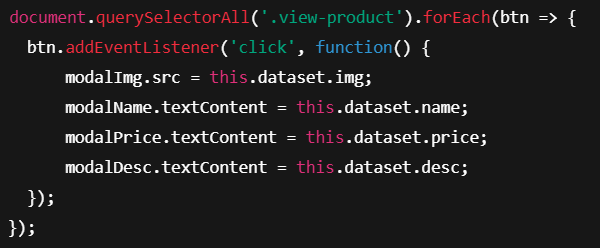 document.querySelectorAll('.view-product').forEach(btn => {
  btn.addEventListener('click', function() {
      modalImg.src = this.dataset.img;
      modalName.textContent = this.dataset.name;
      modalPrice.textContent = this.dataset.price;
      modalDesc.textContent = this.dataset.desc;
  });
});